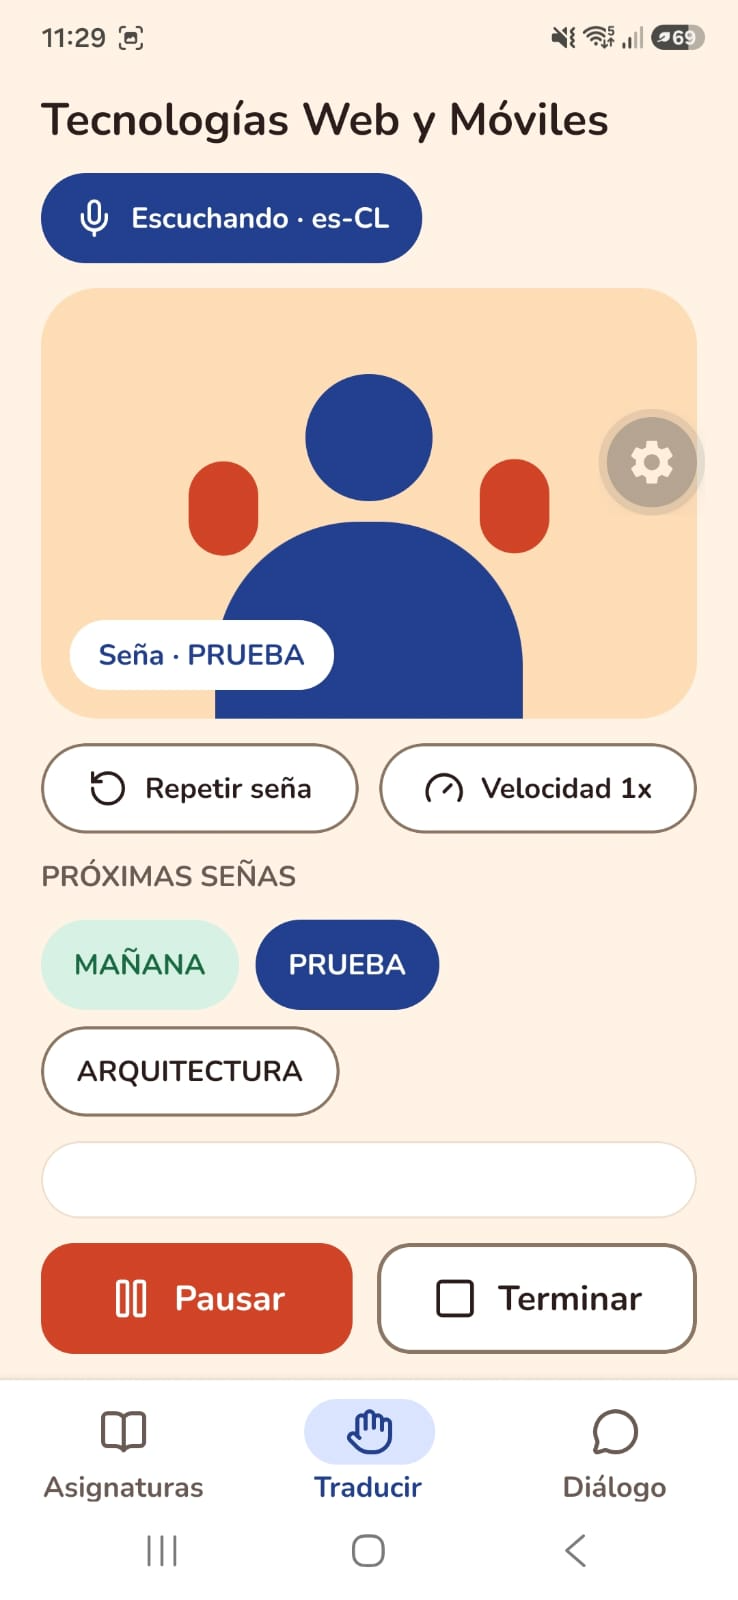 11:29
69
Tecnologías Web y Móviles
Escuchando · es-CL
Seña · PRUEBA
Repetir seña
Velocidad 1x
PRÓXIMAS SEÑAS
MAÑANA
PRUEBA
ARQUITECTURA
Pausar
Terminar
Asignaturas
Traducir
Diálogo